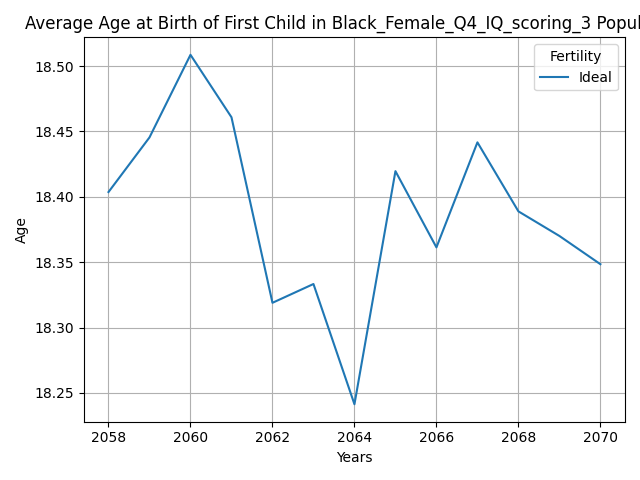 Average Age at Birth of First Child in Black_Female_Q4_IQ_scoring_3 Popul
Fertility
Ideal
18.50
18.45
18.40
18.35
18.30
18.25
Age
2058 2060 2062 2064 2066 2068 2070
Years